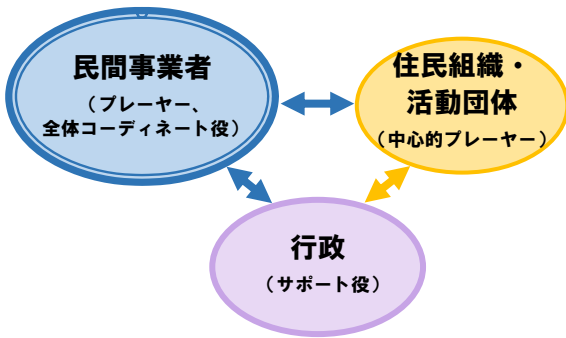 民間事業者
（プレーヤー、
全体コーディネート役）
住民組織・
活動団体
（中心的プレーヤー）
行政
（サポート役）